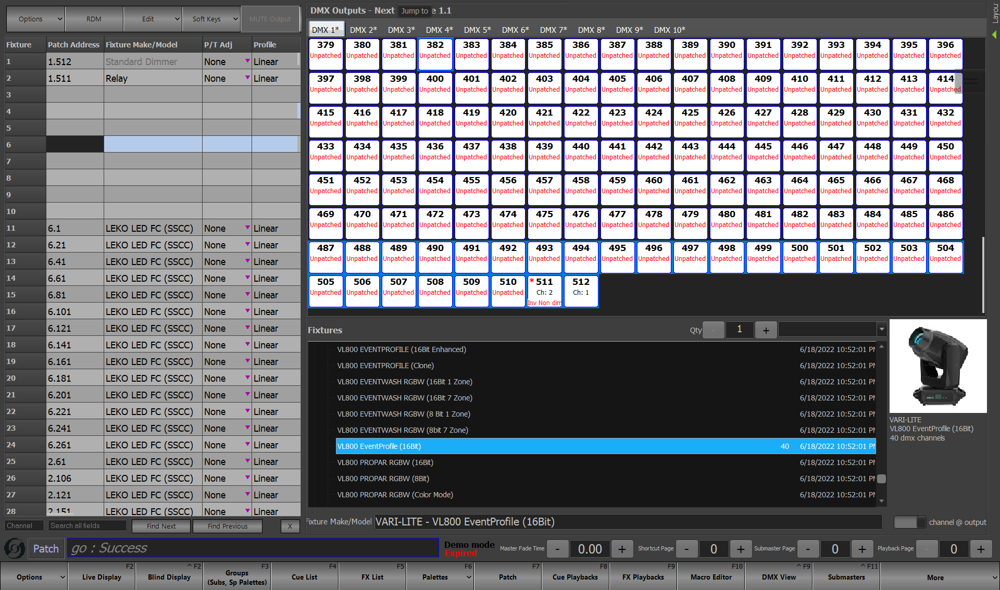 Options RDM Edit Soft Keys MUTE Output
Fixture Patch Address Fixture Make/Model P/T Adj Profile
1 1.512 Standard Dimmer None Linear
2 1.511 Relay None Linear
3
4
5
6
7
8
9
10
11 6.1 LEKO LED FC (SSCC) None Linear
12 6.21 LEKO LED FC (SSCC) None Linear
13 6.41 LEKO LED FC (SSCC) None Linear
14 6.61 LEKO LED FC (SSCC) None Linear
15 6.81 LEKO LED FC (SSCC) None Linear
16 6.101 LEKO LED FC (SSCC) None Linear
17 6.121 LEKO LED FC (SSCC) None Linear
18 6.141 LEKO LED FC (SSCC) None Linear
19 6.161 LEKO LED FC (SSCC) None Linear
20 6.181 LEKO LED FC (SSCC) None Linear
21 6.201 LEKO LED FC (SSCC) None Linear
22 6.221 LEKO LED FC (SSCC) None Linear
23 6.241 LEKO LED FC (SSCC) None Linear
24 6.261 LEKO LED FC (SSCC) None Linear
25 2.61 LEKO LED FC (SSCC) None Linear
26 2.106 LEKO LED FC (SSCC) None Linear
27 2.121 LEKO LED FC (SSCC) None Linear
28 2.151 LEKO LED FC (SSCC) None Linear
Channel Search all fields Find Next Find Previous X
DMX Outputs - Next Jump to e 1.1
Layou
DMX 1* DMX 2* DMX 3* DMX 4* DMX 5* DMX 6* DMX 7* DMX 8* DMX 9* DMX 10*
379 380 381 382 383 384 385 386 387 388 389 390 391 392 393 394 395 396
Unpatched Unpatched Unpatched Unpatched Unpatched Unpatched Unpatched Unpatched Unpatched Unpatched Unpatched Unpatched Unpatched Unpatched Unpatched Unpatched Unpatched Unpatched
397 398 399 400 401 402 403 404 405 406 407 408 409 410 411 412 413 414
Unpatched Unpatched Unpatched Unpatched Unpatched Unpatched Unpatched Unpatched Unpatched Unpatched Unpatched Unpatched Unpatched Unpatched Unpatched Unpatched Unpatched Unpatched
415 416 417 418 419 420 421 422 423 424 425 426 427 428 429 430 431 432
Unpatched Unpatched Unpatched Unpatched Unpatched Unpatched Unpatched Unpatched Unpatched Unpatched Unpatched Unpatched Unpatched Unpatched Unpatched Unpatched Unpatched Unpatched
433 434 435 436 437 438 439 440 441 442 443 444 445 446 447 448 449 450
Unpatched Unpatched Unpatched Unpatched Unpatched Unpatched Unpatched Unpatched Unpatched Unpatched Unpatched Unpatched Unpatched Unpatched Unpatched Unpatched Unpatched Unpatched
451 452 453 454 455 456 457 458 459 460 461 462 463 464 465 466 467 468
Unpatched Unpatched Unpatched Unpatched Unpatched Unpatched Unpatched Unpatched Unpatched Unpatched Unpatched Unpatched Unpatched Unpatched Unpatched Unpatched Unpatched Unpatched
469 470 471 472 473 474 475 476 477 478 479 480 481 482 483 484 485 486
Unpatched Unpatched Unpatched Unpatched Unpatched Unpatched Unpatched Unpatched Unpatched Unpatched Unpatched Unpatched Unpatched Unpatched Unpatched Unpatched Unpatched Unpatched
487 488 489 490 491 492 493 494 495 496 497 498 499 500 501 502 503 504
Unpatched Unpatched Unpatched Unpatched Unpatched Unpatched Unpatched Unpatched Unpatched Unpatched Unpatched Unpatched Unpatched Unpatched Unpatched Unpatched Unpatched Unpatched
505 506 507 508 509 510 *511 512
Unpatched Unpatched Unpatched Unpatched Unpatched Unpatched Ch: 2 Ch: 1
Inv Non dim
Fixtures Qty - 1 +
VL800 EVENTPROFILE (16Bit Enhanced) 6/18/2022 10:52:01 PM
VL800 EVENTPROFILE (Clone) 6/18/2022 10:52:01 PM
VL800 EVENTWASH RGBW (16Bit 1 Zone) 6/18/2022 10:52:01 PM
VL800 EVENTWASH RGBW (16Bit 7 Zone) 6/18/2022 10:52:01 PM
VL800 EVENTWASH RGBW (8 Bit 1 Zone) 6/18/2022 10:52:01 PM
VL800 EVENTWASH RGBW (8bit 7 Zone) 6/18/2022 10:52:01 PM
VL800 EventProfile (16Bit) 40 6/18/2022 10:52:01 PM
VL800 PROPAR RGBW (16Bit) 6/18/2022 10:52:01 PM
VL800 PROPAR RGBW (8Bit) 6/18/2022 10:52:01 PM
VL800 PROPAR RGBW (Color Mode) 6/18/2022 10:52:01 PM
VARI-LITE
VL800 EventProfile (16Bit)
40 dmx channels
Fixture Make/Model VARI-LITE - VL800 EventProfile (16Bit) channel @ output
Patch go : Success
Demo mode
Expired
Master Fade Time - 0.00 + Shortcut Page - 0 + Submaster Page - 0 + Playback Page - 0 +
Options
F2 Live Display
^ F2 Blind Display
F3 Groups
(Subs, Sp Palettes)
F4 Cue List
F5 FX List
F6 Palettes
F7 Patch
F8 Cue Playbacks
F9 FX Playbacks
F10 Macro Editor
^ F9 DMX View
^ F11 Submasters
More